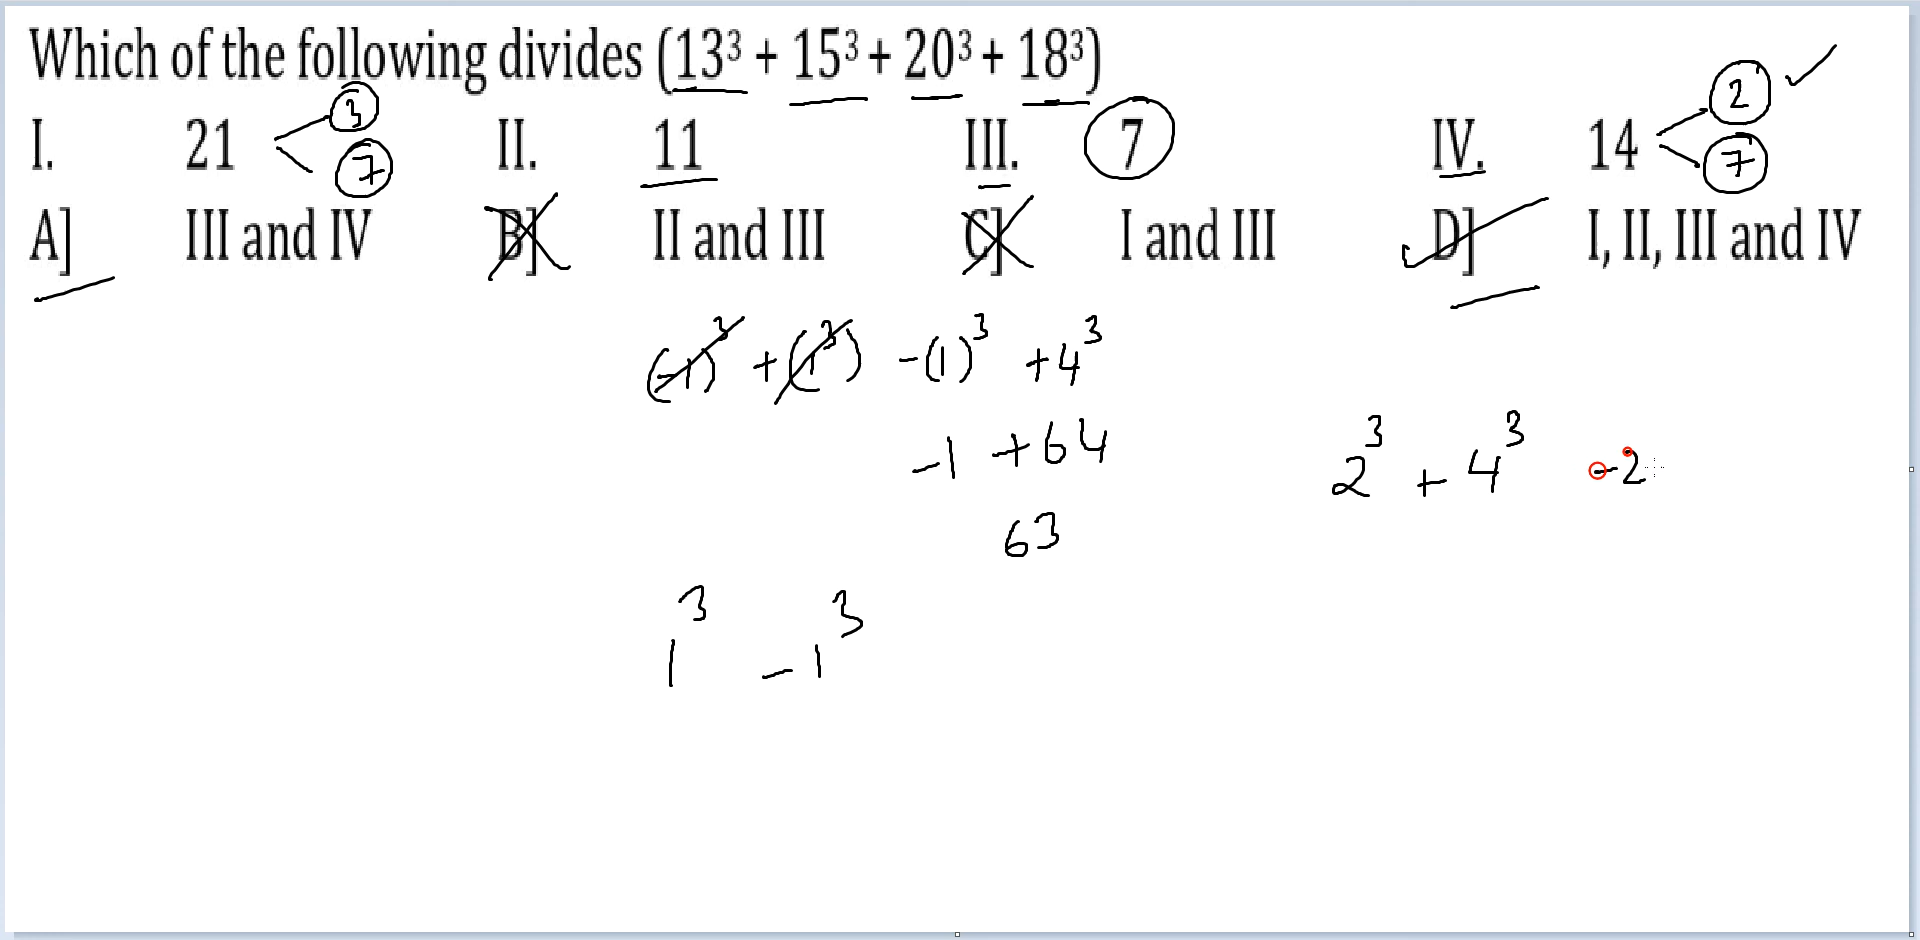 Which of the following divides (13³ + 15³ + 20³ + 18³)
I. 21 3 7 II. 11 III. 7 IV. 14 2 7
A] III and IV B] II and III C] I and III D] I, II, III and IV
(-1)³ + (1³) -(1)³ +4³
-1 +64
2³ + 4³ -2
63
1³ -1³